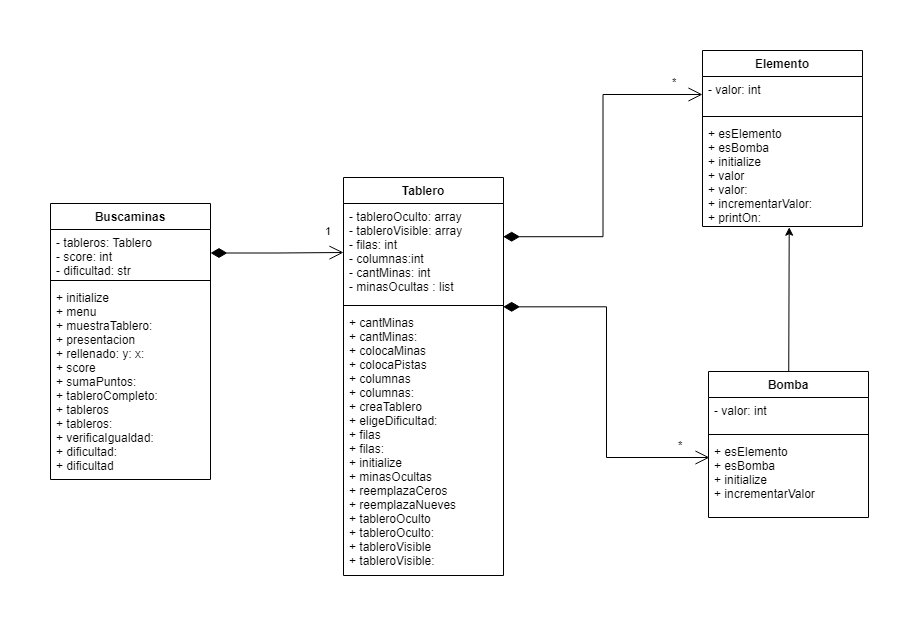 Buscaminas
- tableros: Tablero
- score: int
- dificultad: str
+ initialize
+ menu
+ muestraTablero:
+ presentacion
+ rellenado: y: x:
+ score
+ sumaPuntos:
+ tableroCompleto:
+ tableros
+ tableros:
+ verificaIgualdad:
+ dificultad:
+ dificultad
1
Tablero
- tableroOculto: array
- tableroVisible: array
- filas: int
- columnas:int
- cantMinas: int
- minasOcultas : list
+ cantMinas
+ cantMinas:
+ colocaMinas
+ colocaPistas
+ columnas
+ columnas:
+ creaTablero
+ eligeDificultad:
+ filas
+ filas:
+ initialize
+ minasOcultas
+ reemplazaCeros
+ reemplazaNueves
+ tableroOculto
+ tableroOculto:
+ tableroVisible
+ tableroVisible:
*
Elemento
- valor: int
+ esElemento
+ esBomba
+ initialize
+ valor
+ valor:
+ incrementarValor:
+ printOn:
*
Bomba
- valor: int
+ esElemento
+ esBomba
+ initialize
+ incrementarValor